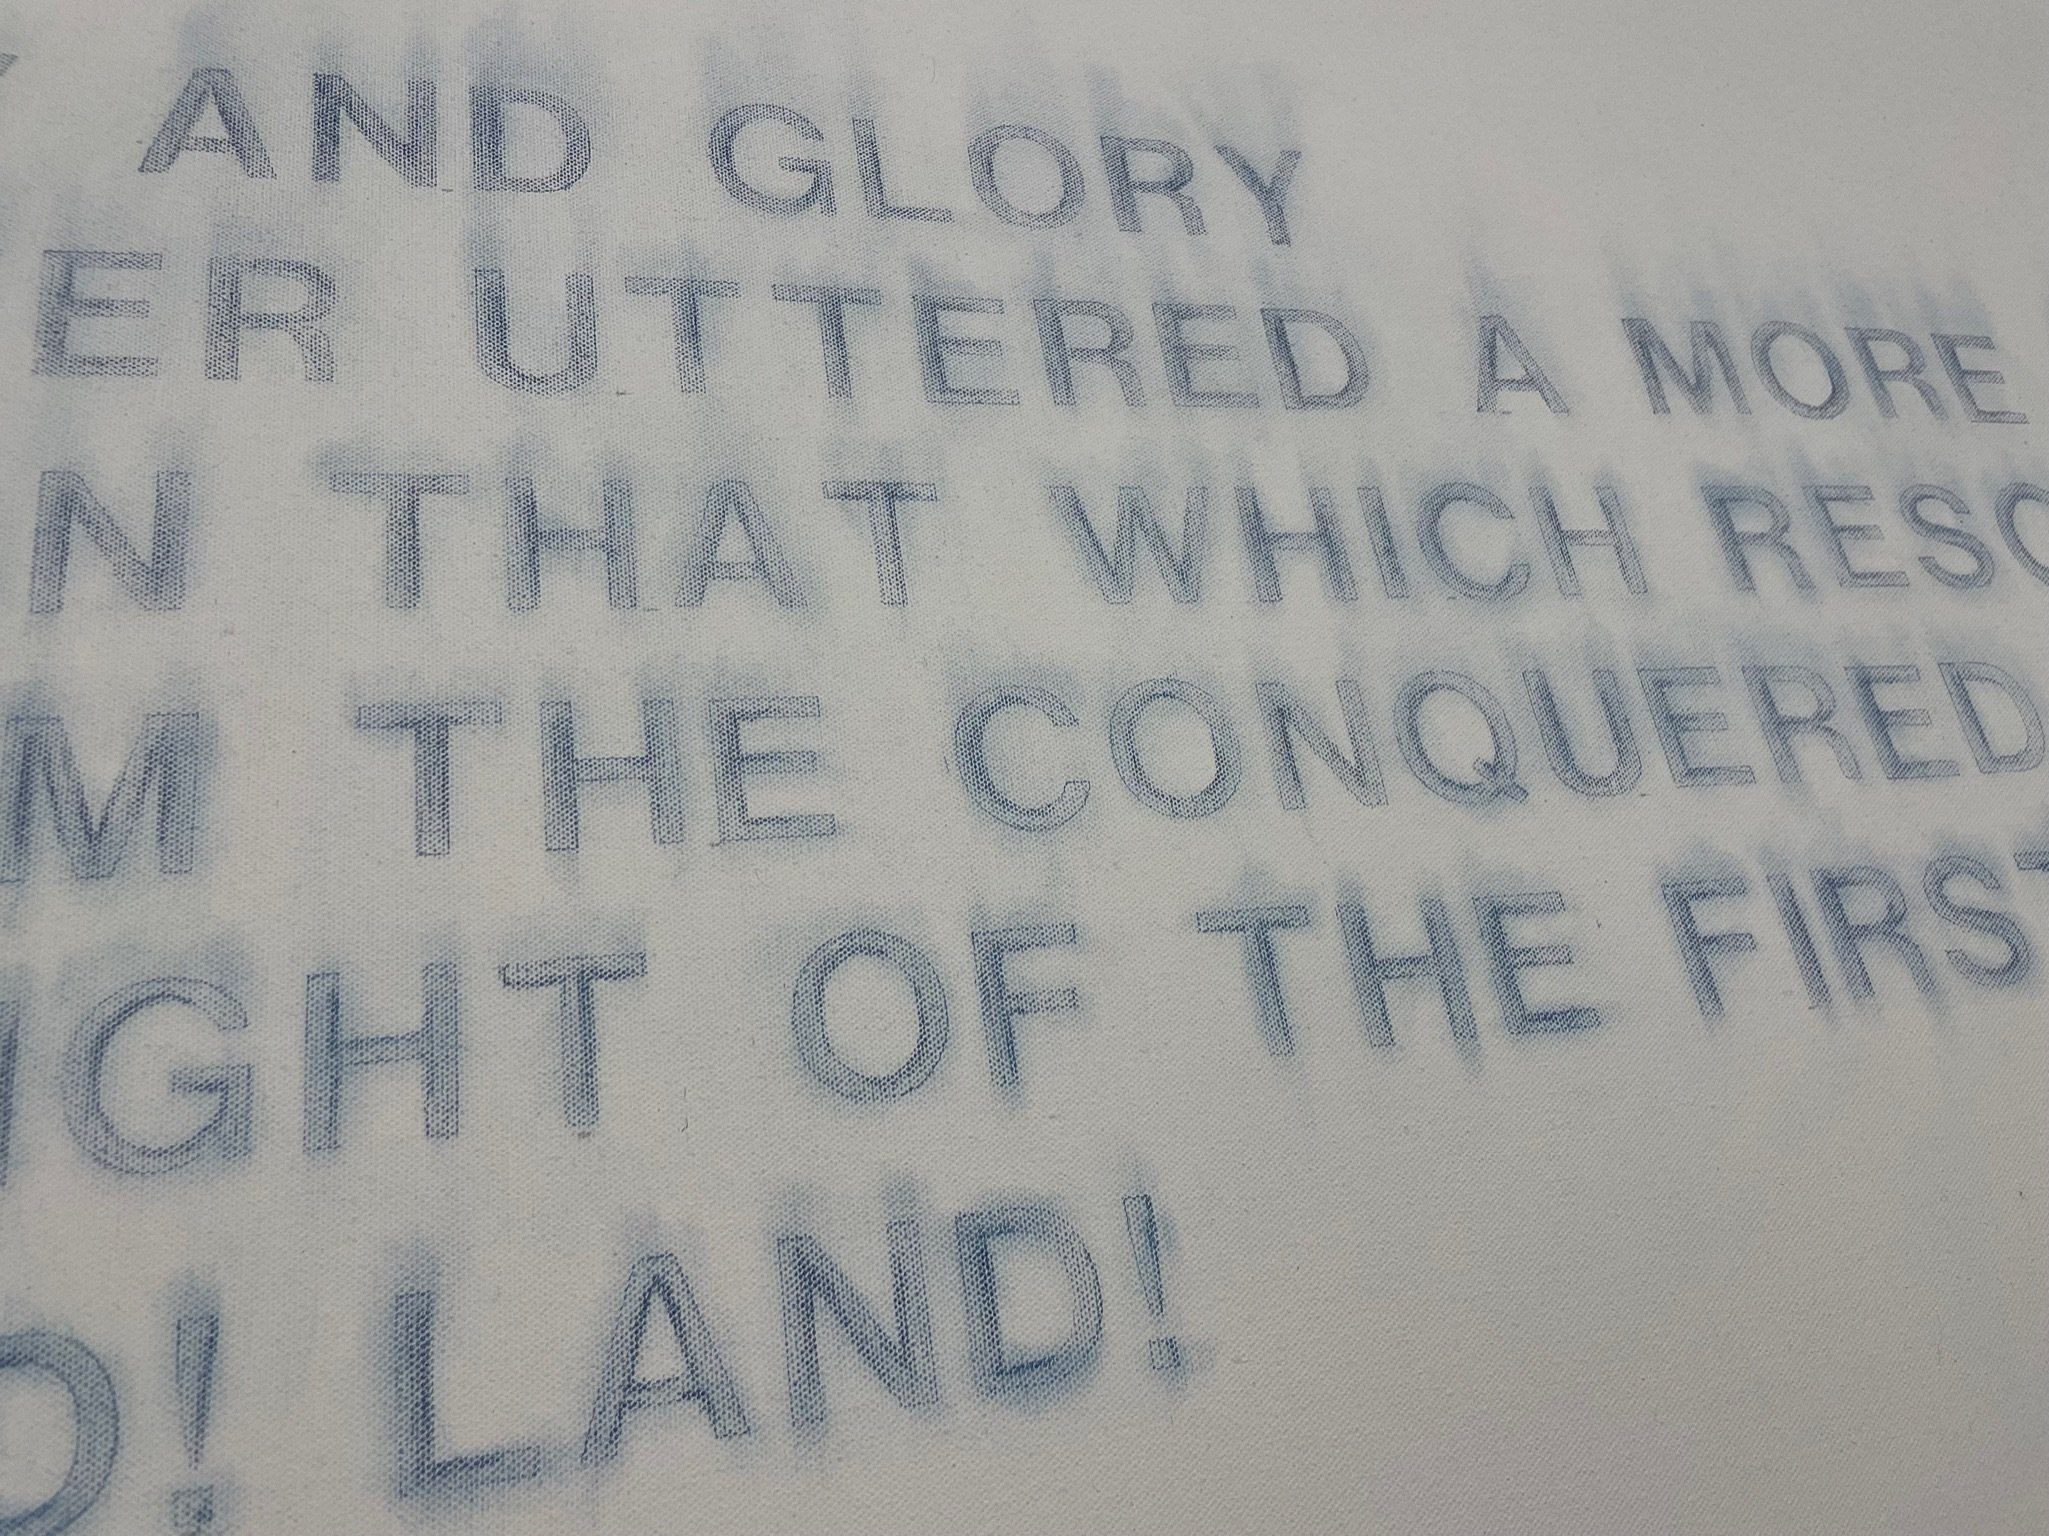 Y AND GLORY
ER UTTERED A MORE
N THAT WHICH RESO
M THE CONQUERED
IGHT OF THE FIRST
D! LAND!